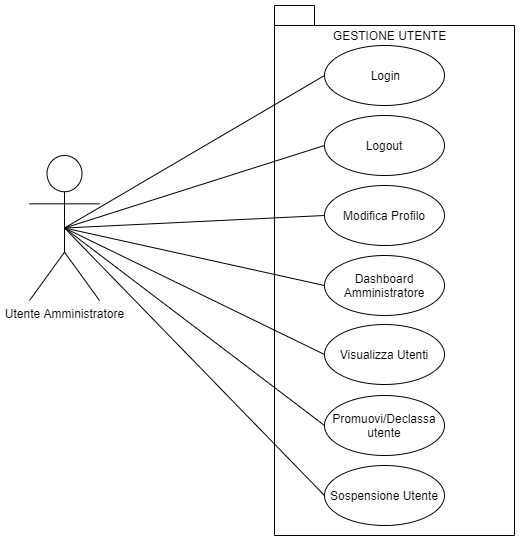 GESTIONE UTENTE
Login
Logout
Modifica Profilo
Dashboard
Amministratore
Utente Amministratore
Visualizza Utenti
Promuovi/Declassa
utente
Sospensione Utente